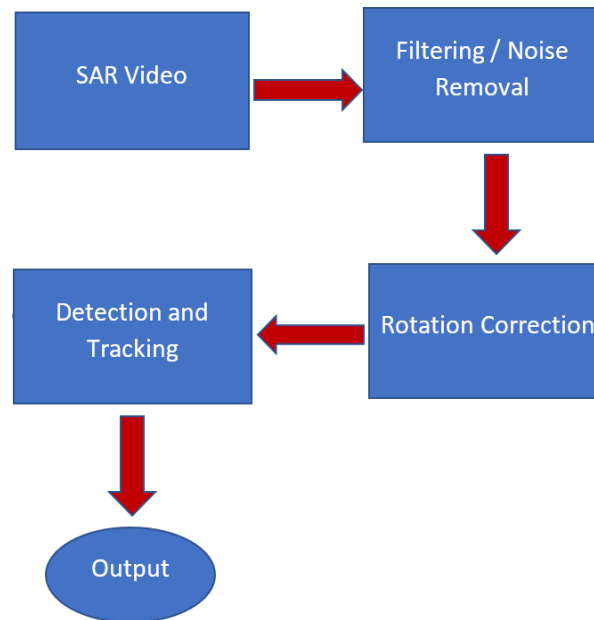 SAR Video
Filtering / Noise
Removal
Rotation Correction
Detection and
Tracking
Output